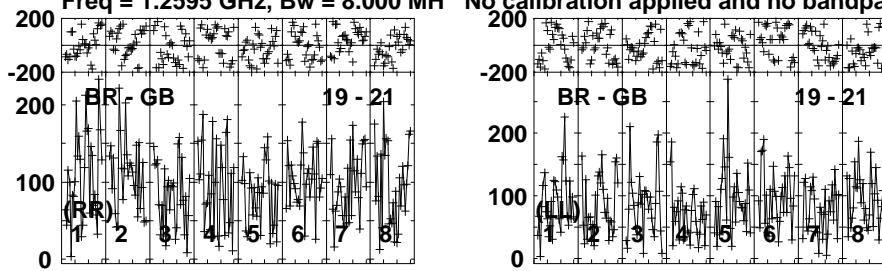 Freq = 1.2595 GHz, Bw = 8.000 MH No calibration applied and no bandpa
200
-200
BR - GB 19 - 21
200
100
0
(RR)
1 2 3 4 5 6 7 8
200
-200
BR - GB 19 - 21
200
100
0
(LL)
1 2 3 4 5 6 7 8